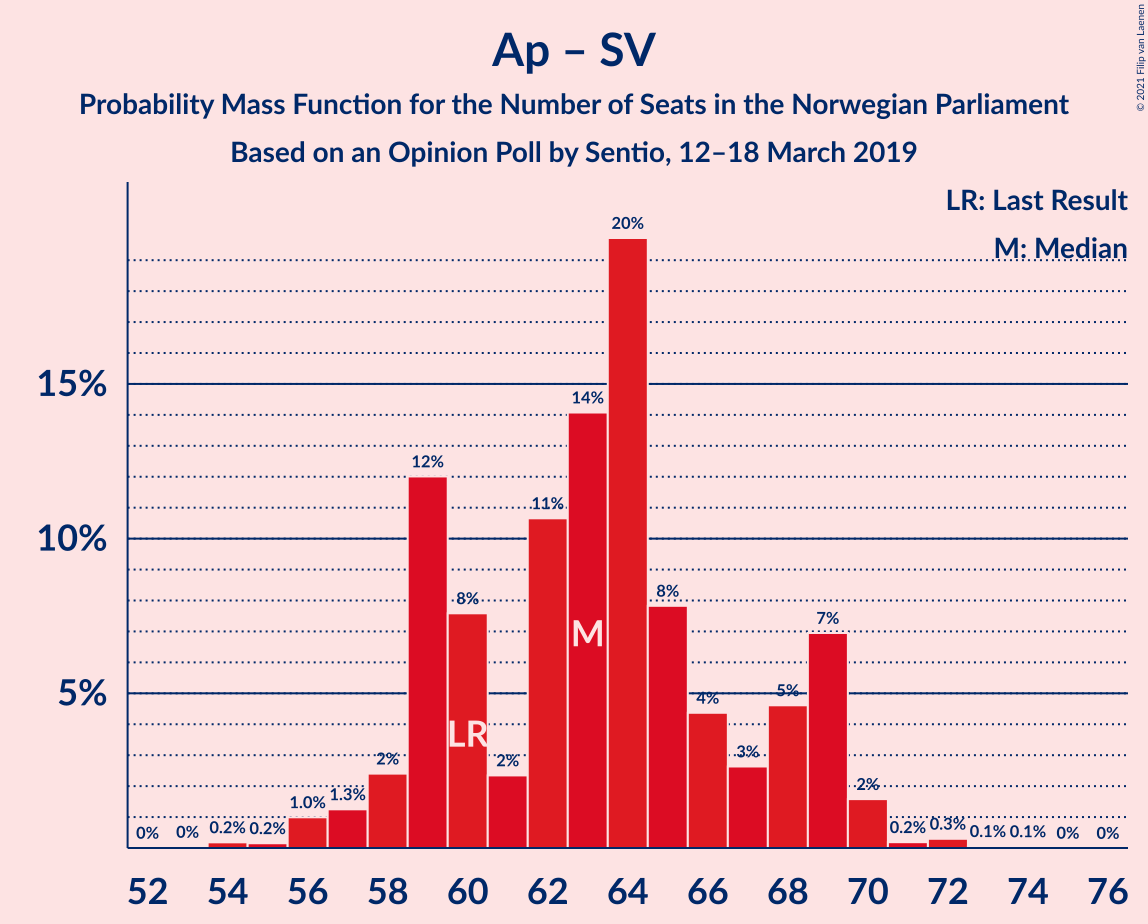 Ap – SV
Probability Mass Function for the Number of Seats in the Norwegian Parliament
Based on an Opinion Poll by Sentio, 12–18 March 2019
© 2021 Filip van Laenen
LR: Last Result
M: Median
20%
15%
14%
12%
11%
10%
8%
8%
7%
M
5%
5%
4%
LR
3%
2%
2%
2%
1.0%
1.3%
0% 0% 0.2% 0.2%
0.2% 0.3% 0.1% 0.1% 0% 0%
52 54 56 58 60 62 64 66 68 70 72 74 76